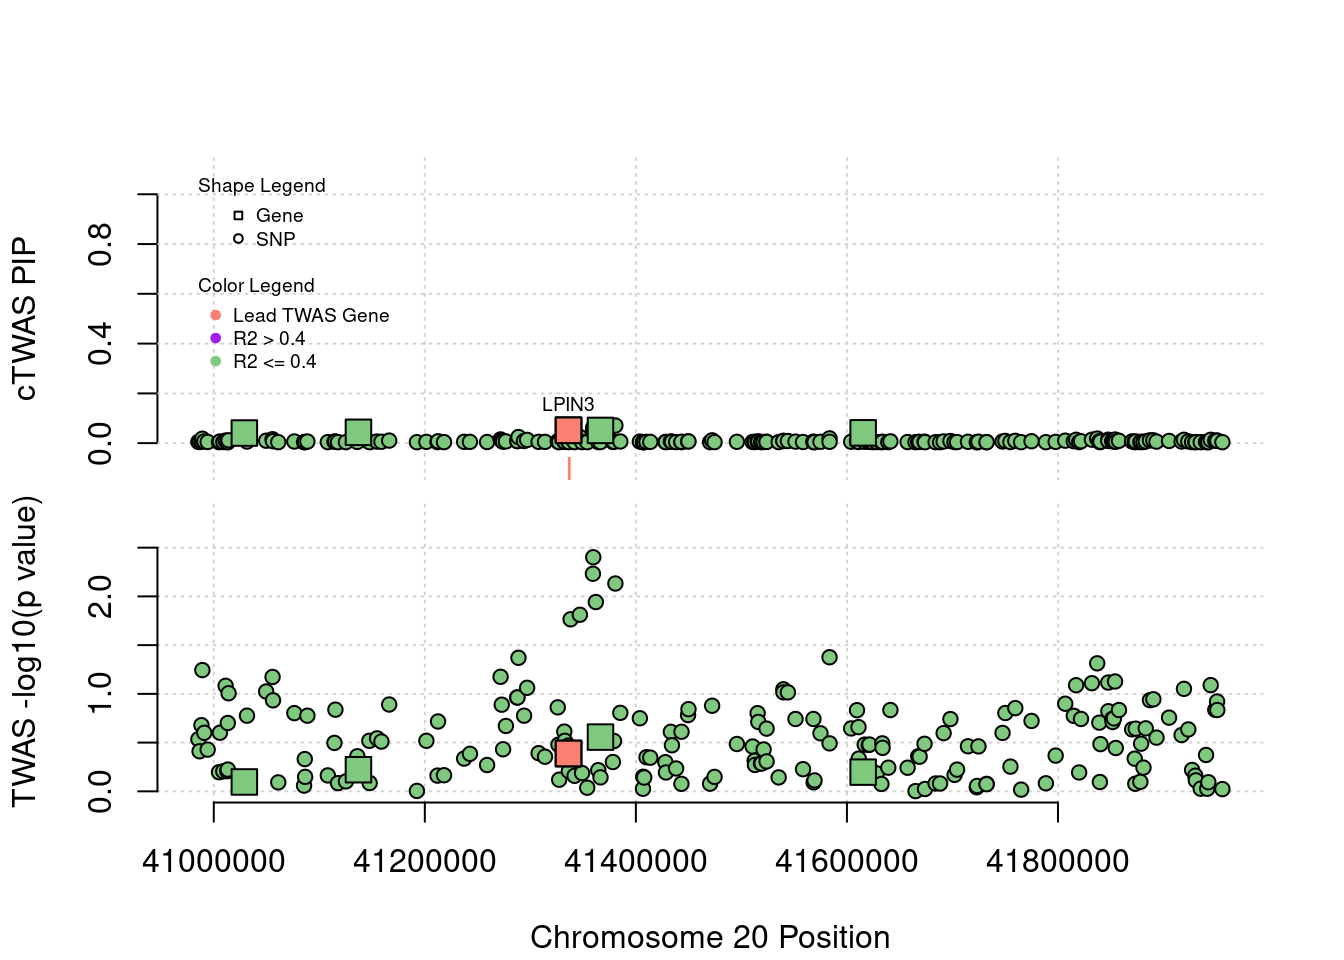 Shape Legend
Gene
SNP
Color Legend
Lead TWAS Gene
R2 > 0.4
R2 <= 0.4
LPIN3
cTWAS PIP
0.8
0.4
0.0
TWAS -log10(p value)
2.0
1.0
0.0
41000000 41200000 41400000 41600000 41800000
Chromosome 20 Position